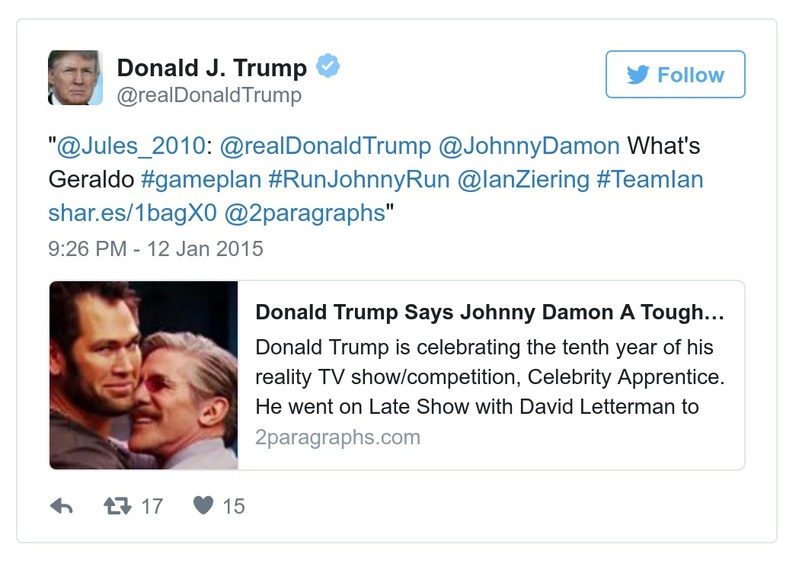 Donald J. Trump
@realDonaldTrump
Follow
"@Jules_2010: @realDonaldTrump @JohnnyDamon What's
Geraldo #gameplan #RunJohnnyRun @IanZiering #TeamIan
shar.es/1bagX0 @2paragraphs"
9:26 PM - 12 Jan 2015
Donald Trump Says Johnny Damon A Tough…
Donald Trump is celebrating the tenth year of his
reality TV show/competition, Celebrity Apprentice.
He went on Late Show with David Letterman to
2paragraphs.com
17
15